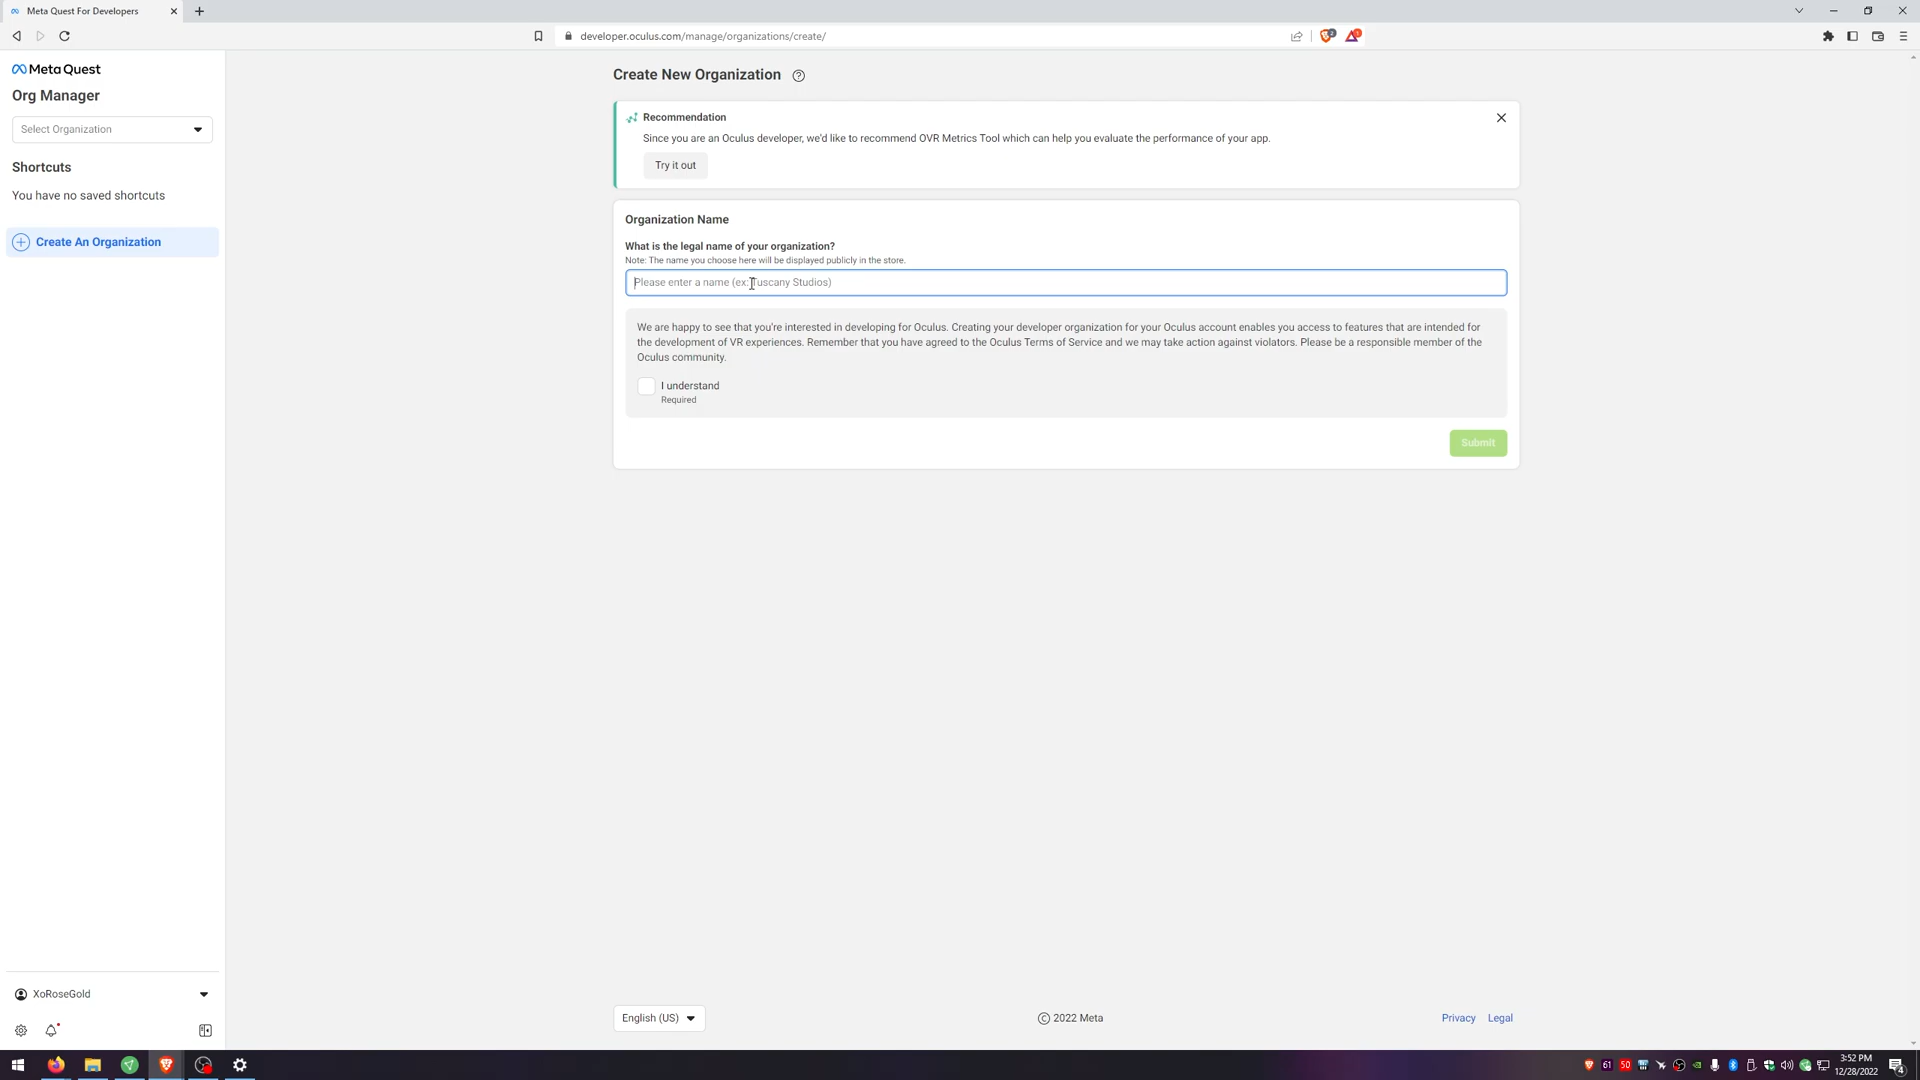 Meta Quest For Developers
developer.oculus.com/manage/organizations/create/
Meta Quest
Org Manager
Select Organization
Shortcuts
You have no saved shortcuts
Create An Organization
Create New Organization
Recommendation
Since you are an Oculus developer, we'd like to recommend OVR Metrics Tool which can help you evaluate the performance of your app.
Try it out
Organization Name
What is the legal name of your organization?
Note: The name you choose here will be displayed publicly in the store.
Please enter a name (ex: Tuscany Studios)
We are happy to see that you're interested in developing for Oculus. Creating your developer organization for your Oculus account enables you access to features that are intended for
the development of VR experiences. Remember that you have agreed to the Oculus Terms of Service and we may take action against violators. Please be a responsible member of the
Oculus community.
I understand
Required
Submit
XoRoseGold
English (US)
© 2022 Meta
Privacy
Legal
61
50
3:52 PM
12/28/2022